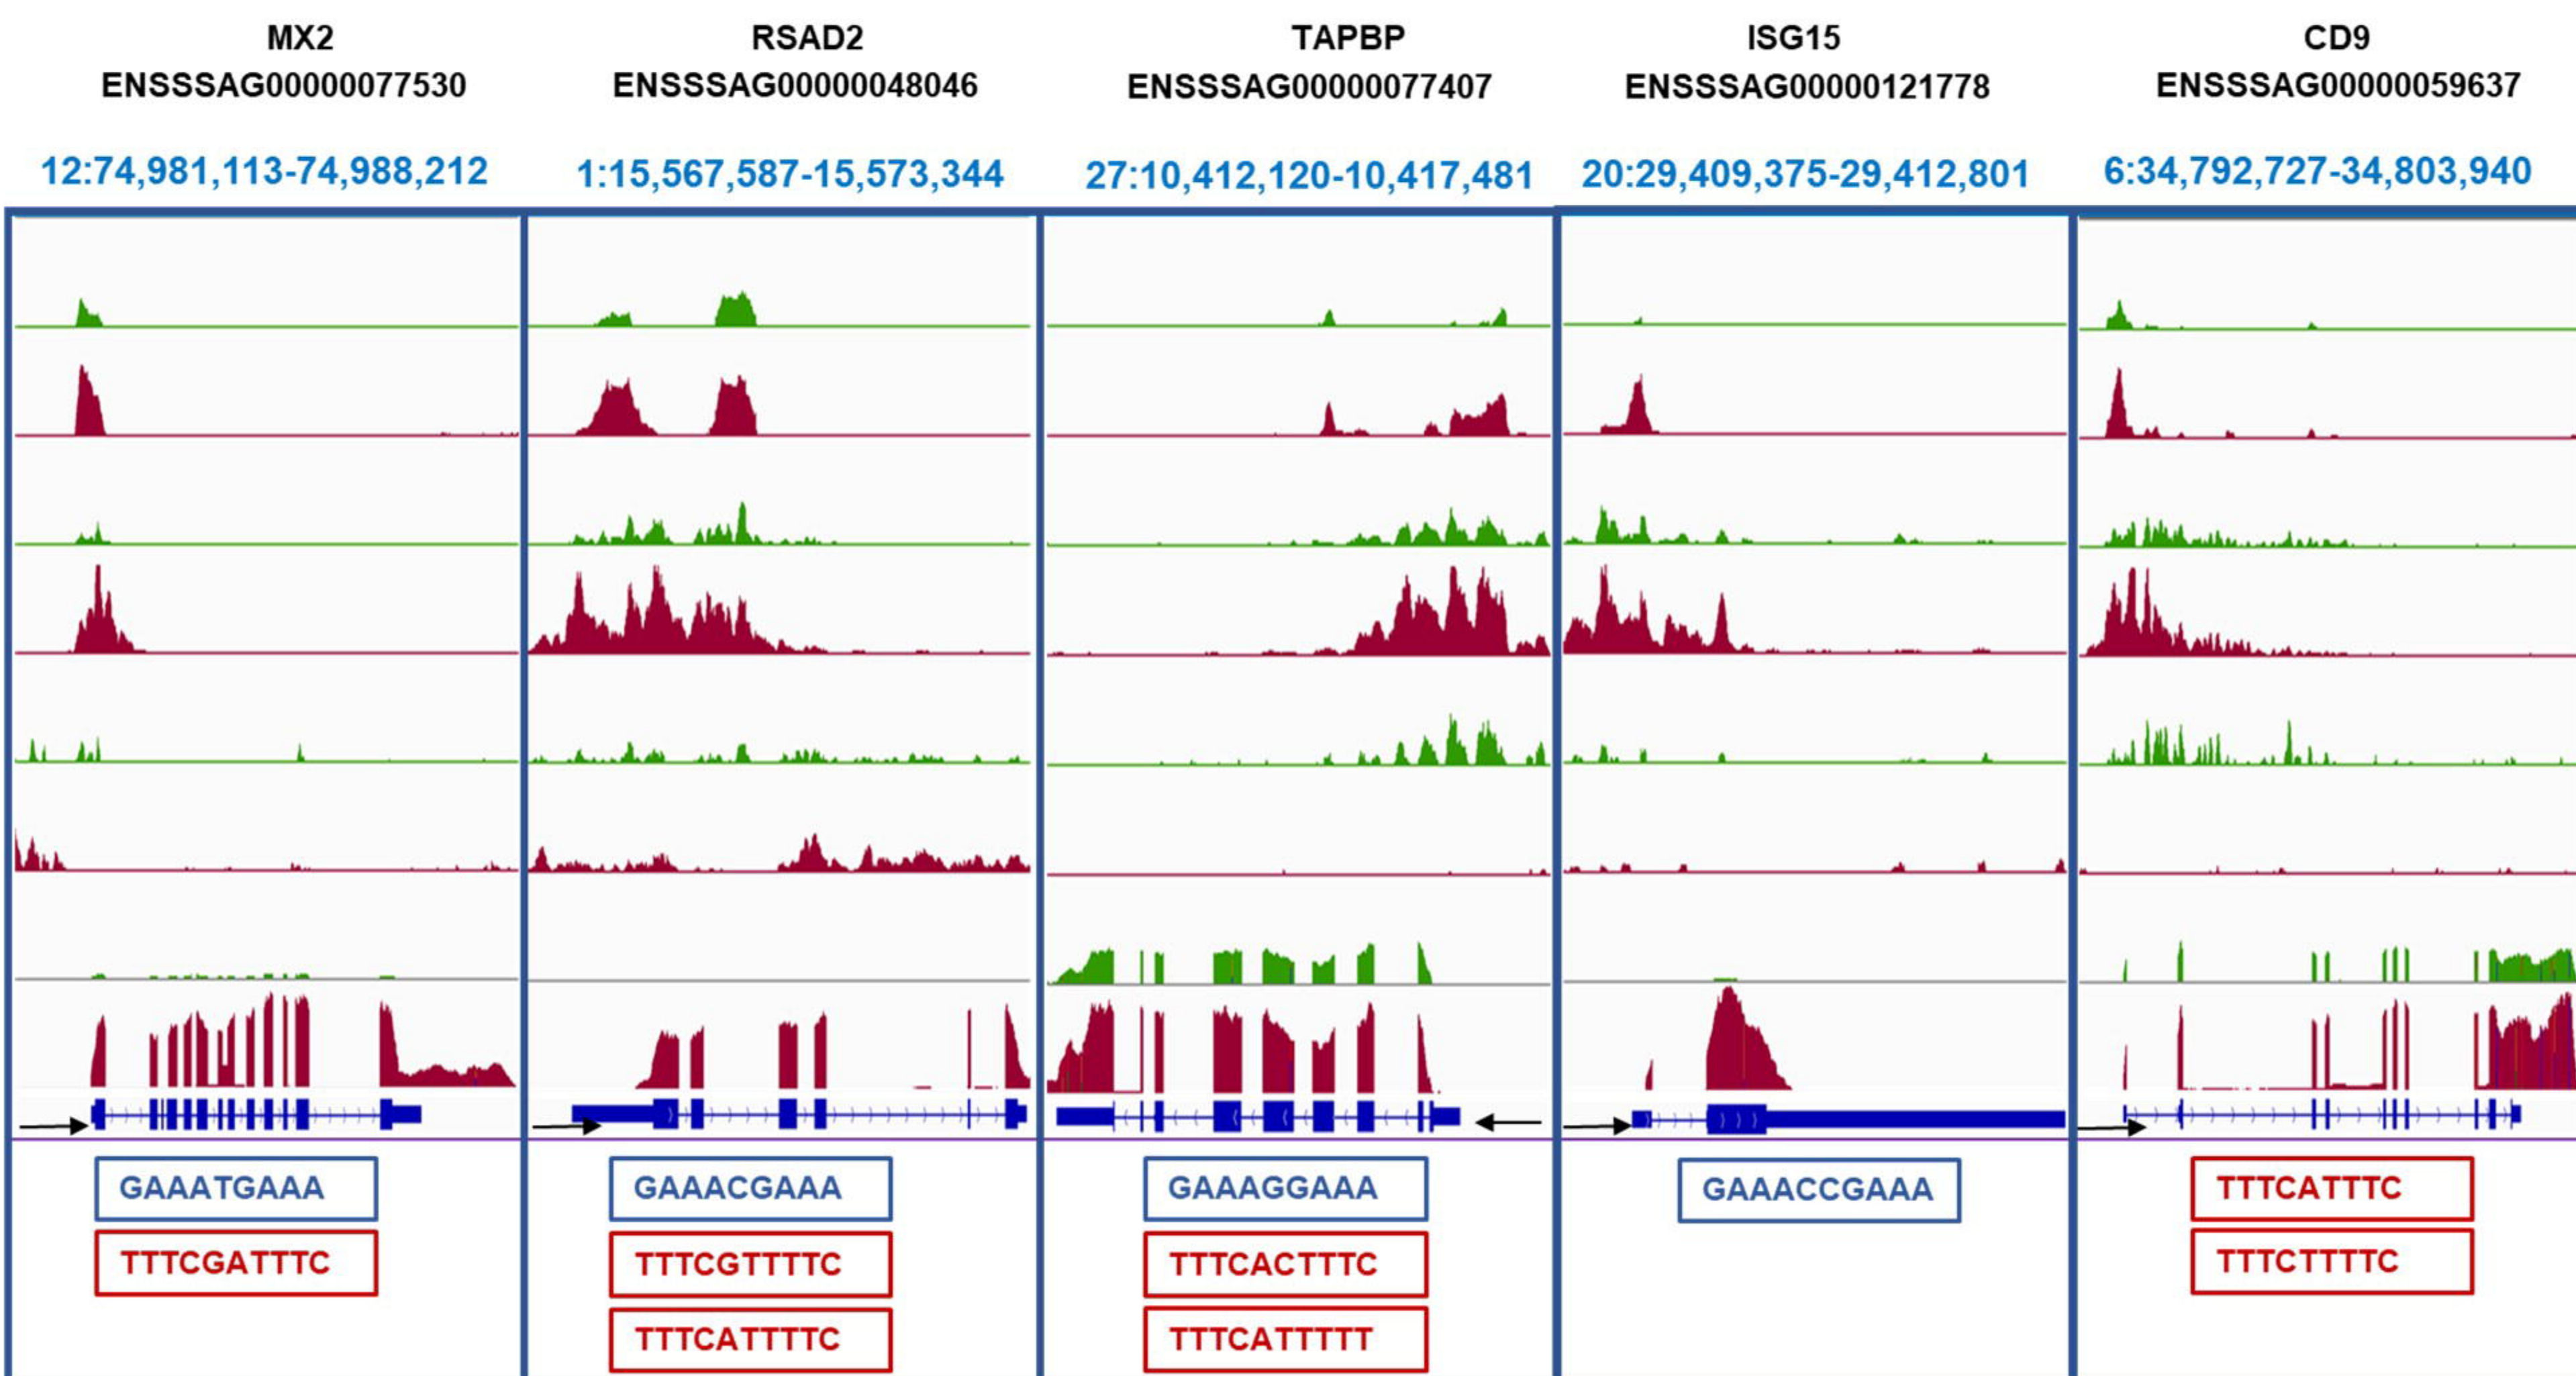 MX2
ENSSSAG00000077530
12:74,981,113-74,988,212
RSAD2
ENSSSAG00000048046
1:15,567,587-15,573,344
TAPBP
ENSSSAG00000077407
27:10,412,120-10,417,481
ISG15
ENSSSAG00000121778
20:29,409,375-29,412,801
CD9
ENSSSAG00000059637
6:34,792,727-34,803,940
GAAATGAAA
TTTCGATTTC
GAAACGAAA
TTTCGTTTTC
TTTCATTTTC
GAAAGGAAA
TTTCACTTTC
TTTCATTTTT
GAAACCGAAA
TTTCATTTC
TTTCTTTTC